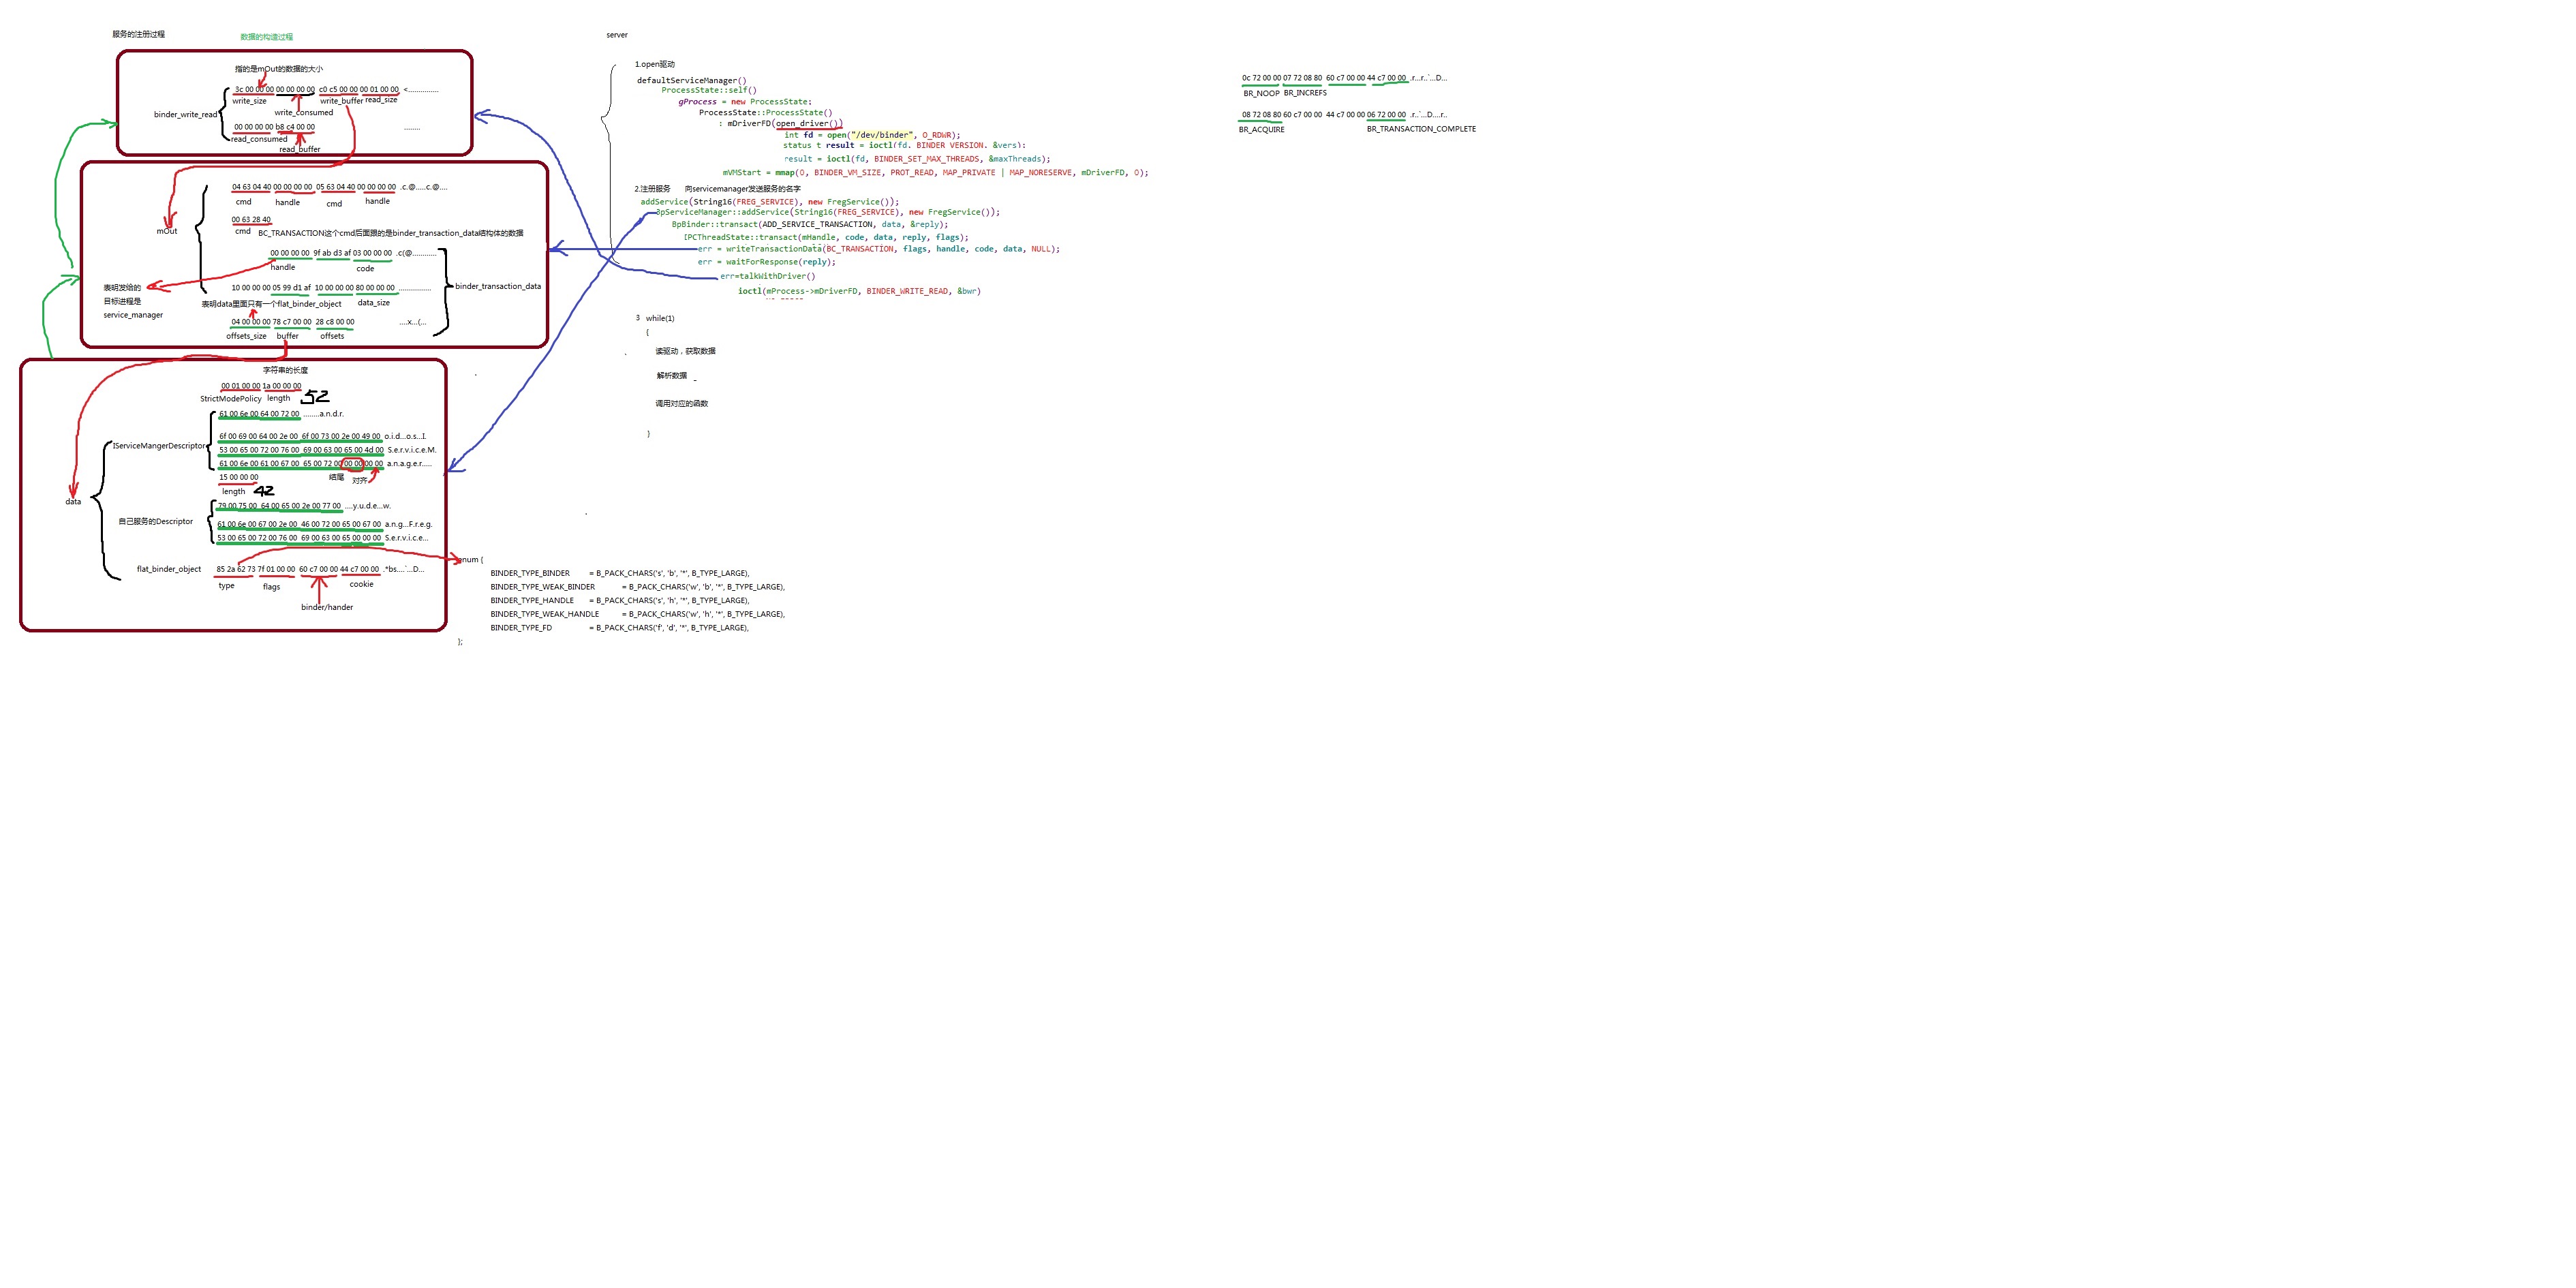 服务的注册过程
数据的构造过程
指的是mOut的数据的大小
3c 00 00 00 00 00 00 00 c0 c5 00 00 00 01 00 00 <..............
write_size
write_buffer read_size
write_consumed
binder_write_read
00 00 00 00 b8 c4 00 00 ........
read_consumed
read_buffer
04 63 04 40 00 00 00 00 05 63 04 40 00 00 00 00 .c.@.....c.@....
cmd handle cmd handle
00 63 28 40
mOut
cmd BC_TRANSACTION这个cmd后面跟的是binder_transaction_data结构体的数据
00 00 00 00 9f ab d3 af 03 00 00 00 .c(@...........
handle code
表明发给的
目标进程是
service_manager
10 00 00 00 05 99 d1 af 10 00 00 00 80 00 00 00 ...............
binder_transaction_data
表明data里面只有一个flat_binder_object data_size
04 00 00 00 78 c7 00 00 28 c8 00 00 ....x...(...
offsets_size buffer offsets
字符串的长度
00 01 00 00 1a 00 00 00
StrictModePolicy length 52
61 00 6e 00 64 00 72 00 ........a.n.d.r.
IServiceMangerDescriptor
6f 00 69 00 64 00 2e 00 6f 00 73 00 2e 00 49 00 o.i.d...o.s...I.
53 00 65 00 72 00 76 00 69 00 63 00 65 00 4d 00 S.e.r.v.i.c.e.M.
61 00 6e 00 61 00 67 00 65 00 72 00 00 00 00 00 a.n.a.g.e.r.....
结尾 对齐
15 00 00 00
length 42
data
79 00 75 00 64 00 65 00 2e 00 77 00 ....y.u.d.e...w.
自己服务的Descriptor
61 00 6e 00 67 00 2e 00 46 00 72 00 65 00 67 00 a.n.g...F.r.e.g.
53 00 65 00 72 00 76 00 69 00 63 00 65 00 00 00 S.e.r.v.i.c.e...
flat_binder_object
85 2a 62 73 7f 01 00 00 60 c7 00 00 44 c7 00 00 .*bs....`...D...
type flags cookie
binder/hander
server
1.open驱动
defaultServiceManager()
ProcessState::self()
gProcess = new ProcessState;
ProcessState::ProcessState()
: mDriverFD(open_driver())
int fd = open("/dev/binder", O_RDWR);
status t result = ioctl(fd. BINDER VERSION. &vers):
result = ioctl(fd, BINDER_SET_MAX_THREADS, &maxThreads);
mVMStart = mmap(0, BINDER_VM_SIZE, PROT_READ, MAP_PRIVATE | MAP_NORESERVE, mDriverFD, 0);
2.注册服务 向servicemanager发送服务的名字
addService(String16(FREG_SERVICE), new FregService());
BpServiceManager::addService(String16(FREG_SERVICE), new FregService());
BpBinder::transact(ADD_SERVICE_TRANSACTION, data, &reply);
IPCThreadState::transact(mHandle, code, data, reply, flags);
err = writeTransactionData(BC_TRANSACTION, flags, handle, code, data, NULL);
err = waitForResponse(reply);
err=talkWithDriver()
ioctl(mProcess->mDriverFD, BINDER_WRITE_READ, &bwr)
3 while(1)
{
读驱动，获取数据
解析数据
调用对应的函数
}
enum {
BINDER_TYPE_BINDER = B_PACK_CHARS('s', 'b', '*', B_TYPE_LARGE),
BINDER_TYPE_WEAK_BINDER = B_PACK_CHARS('w', 'b', '*', B_TYPE_LARGE),
BINDER_TYPE_HANDLE = B_PACK_CHARS('s', 'h', '*', B_TYPE_LARGE),
BINDER_TYPE_WEAK_HANDLE = B_PACK_CHARS('w', 'h', '*', B_TYPE_LARGE),
BINDER_TYPE_FD = B_PACK_CHARS('f', 'd', '*', B_TYPE_LARGE),
};
0c 72 00 00 07 72 08 80 60 c7 00 00 44 c7 00 00 .r...r..`...D...
BR_NOOP BR_INCREFS
08 72 08 80 60 c7 00 00 44 c7 00 00 06 72 00 00 .r..`...D....r..
BR_ACQUIRE BR_TRANSACTION_COMPLETE